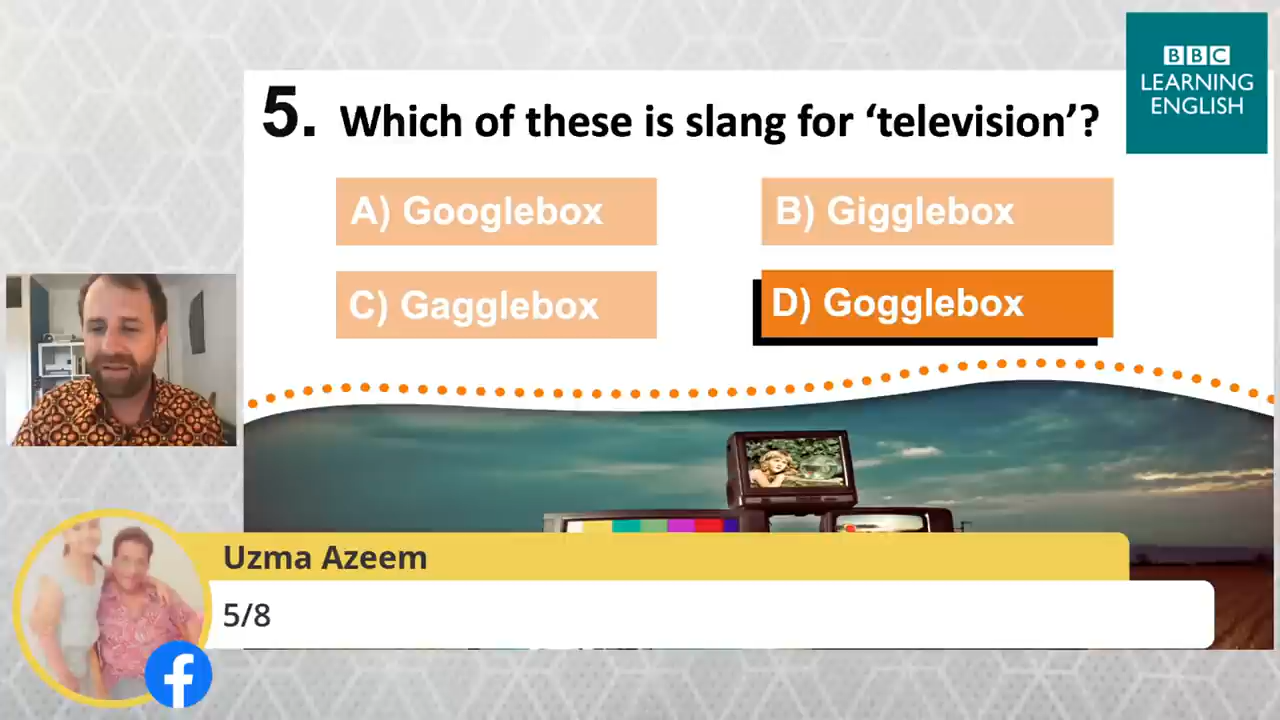 BBC
LEARNING
ENGLISH
5. Which of these is slang for ‘television’?
A) Googlebox
B) Gigglebox
C) Gagglebox
D) Gogglebox
Uzma Azeem
5/8